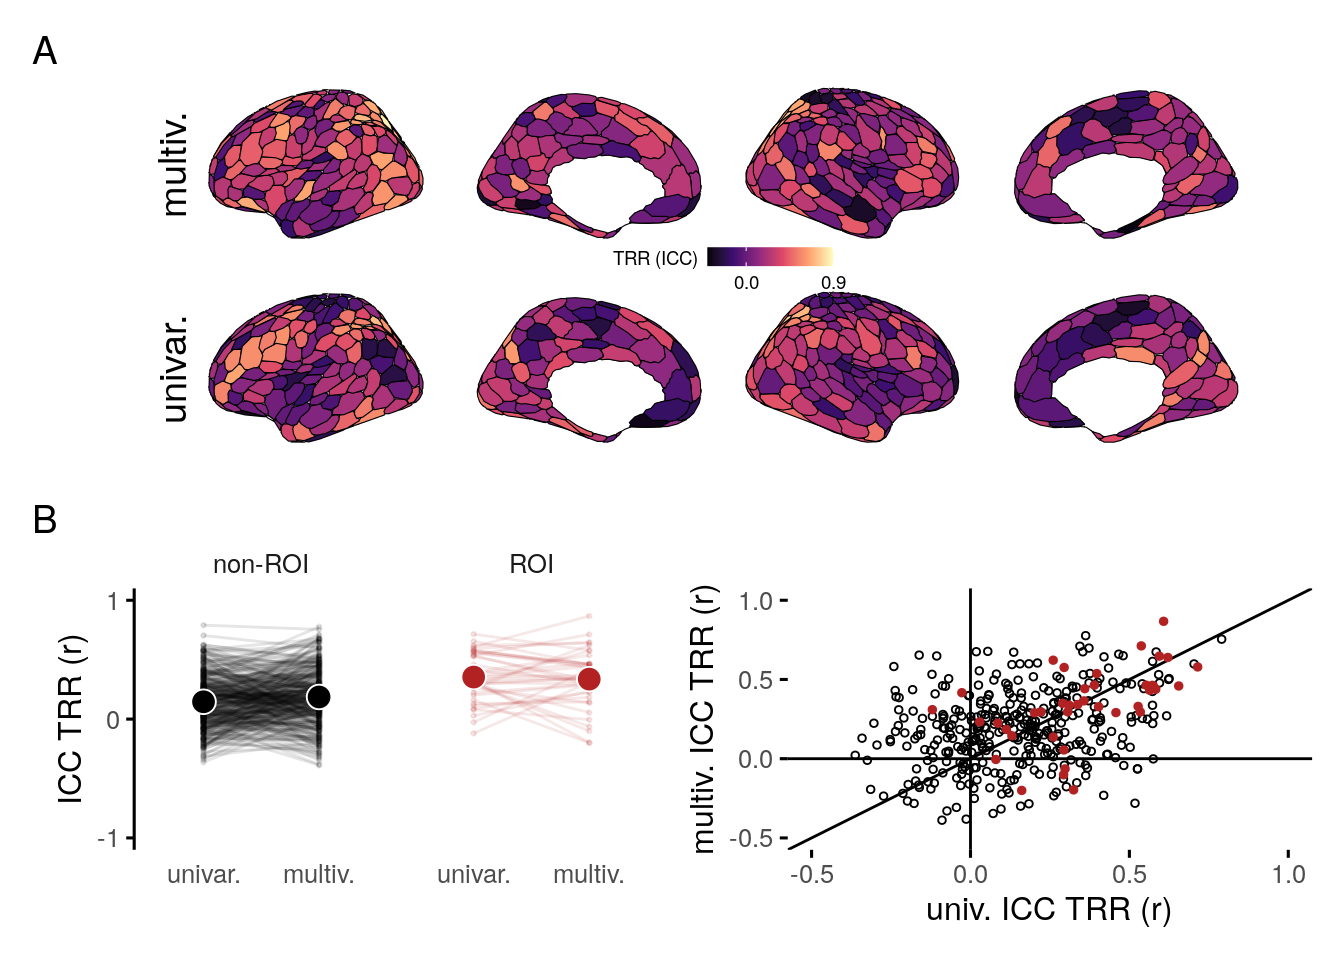 A
multiv.
TRR (ICC)
0.0 0.9
univar.
B
non-ROI ROI
ICC TRR (r)
1
0
-1
univar. multiv. univar. multiv.
multiv. ICC TRR (r)
1.0
0.5
0.0
-0.5
-0.5 0.0 0.5 1.0
univ. ICC TRR (r)